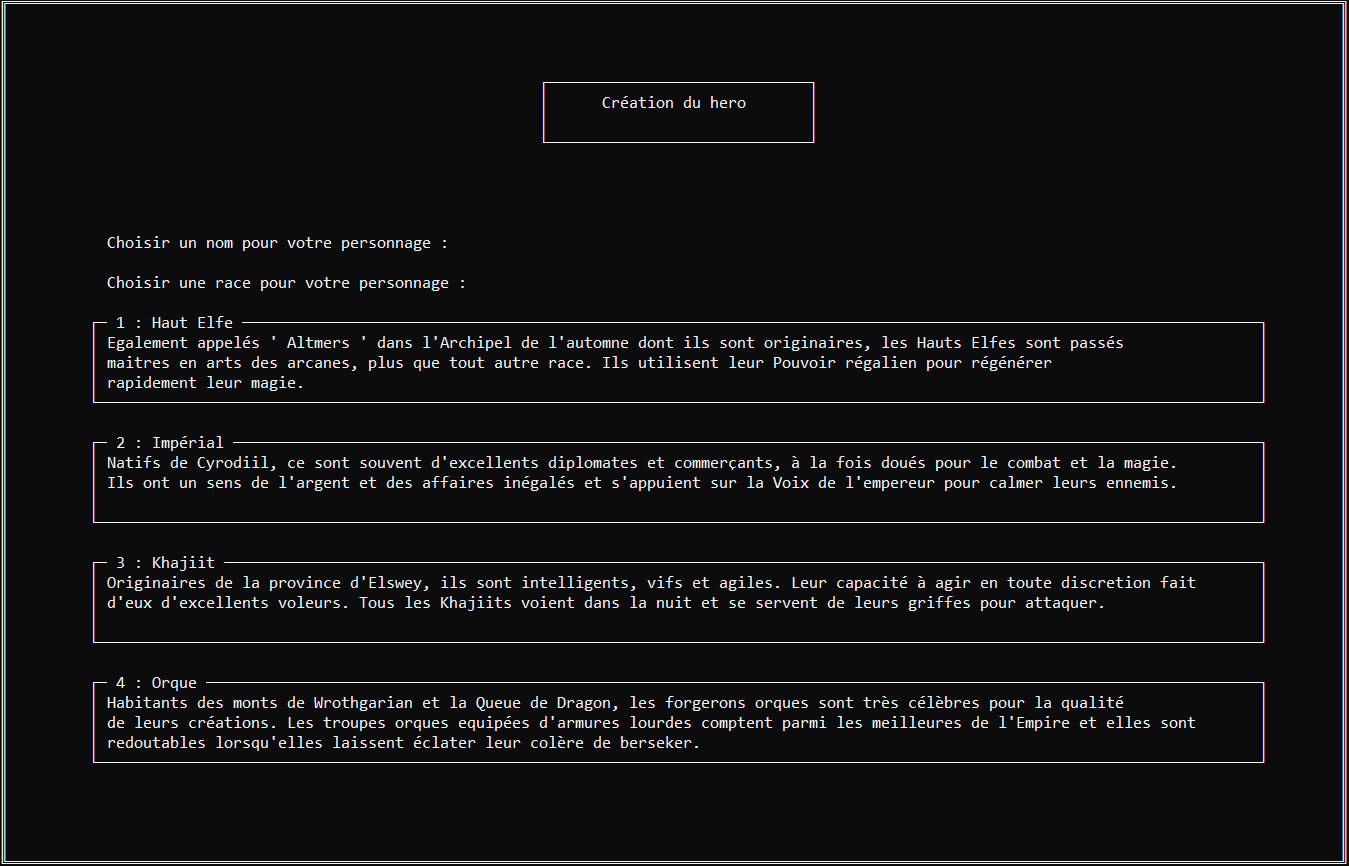 Création du hero
Choisir un nom pour votre personnage :
Choisir une race pour votre personnage :
1 : Haut Elfe
Egalement appelés ' Altmers ' dans l'Archipel de l'automne dont ils sont originaires, les Hauts Elfes sont passés
maitres en arts des arcanes, plus que tout autre race. Ils utilisent leur Pouvoir régalien pour régénérer
rapidement leur magie.
2 : Impérial
Natifs de Cyrodiil, ce sont souvent d'excellents diplomates et commerçants, à la fois doués pour le combat et la magie.
Ils ont un sens de l'argent et des affaires inégalés et s'appuient sur la Voix de l'empereur pour calmer leurs ennemis.
3 : Khajiit
Originaires de la province d'Elswey, ils sont intelligents, vifs et agiles. Leur capacité à agir en toute discretion fait
d'eux d'excellents voleurs. Tous les Khajiits voient dans la nuit et se servent de leurs griffes pour attaquer.
4 : Orque
Habitants des monts de Wrothgarian et la Queue de Dragon, les forgerons orques sont très célèbres pour la qualité
de leurs créations. Les troupes orques equipées d'armures lourdes comptent parmi les meilleures de l'Empire et elles sont
redoutables lorsqu'elles laissent éclater leur colère de berseker.